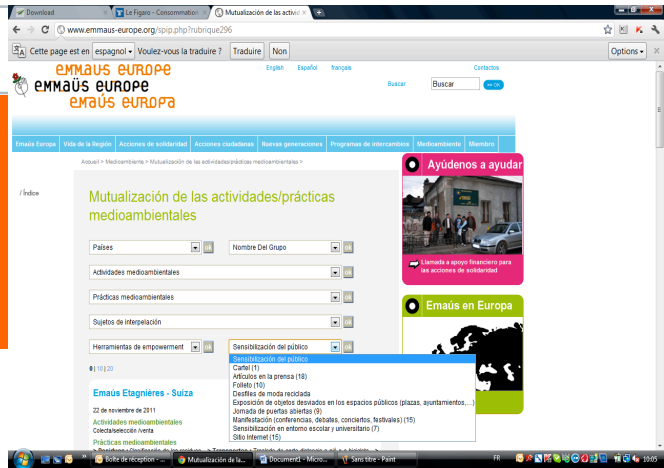 Download
Le Figaro - Consommation
Mutualización de las activid
www.emmaus-europe.org/spip.php?rubrique296
Cette page est en espagnol Voulez-vous la traduire ? Traduire Non Options
EMMAUS EUROPE
EMMAÜS EUROPE
EMAÚS EUROPA
English Español français Contactos
Buscar Buscar >> OK
Emaús Europa Vida de la Región Acciones de solidaridad Acciones ciudadanas Nuevas generaciones Programas de intercambios Medioambiente Miembro
Accueil > Medioambiente > Mutualización de las actividades/prácticas medioambientales >
/ Índice
Mutualización de las actividades/prácticas
medioambientales
Países ok Nombre Del Grupo ok
Actividades medioambientales ok
Prácticas medioambientales ok
Sujetos de interpelación ok
Herramientas de empowerment ok Sensibilización del público ok
Sensibilización del público
Cartel (1)
Artículos en la prensa (18)
Folleto (10)
Desfiles de moda reciclada
Exposición de objetos desviados en los espacios públicos (plazas, ayuntamientos,...)
Jornada de puertas abiertas (9)
Manifestación (conferencias, debates, conciertos, festivales) (15)
Sensibilización en entorno escolar y universitario (7)
Sitio Internet (15)
0 | 10 | 20
Emaús Etagnières - Suiza
22 de noviembre de 2011
Actividades medioambientales
Colecta/selección /venta
Prácticas medioambientales
Ayúdenos a ayudar
Llamada a apoyo financiero para
las acciones de solidaridad
Emaús en Europa
Boîte de réception - ... Mutualización de la... Document1 - Micro... Sans titre - Paint FR 10:05